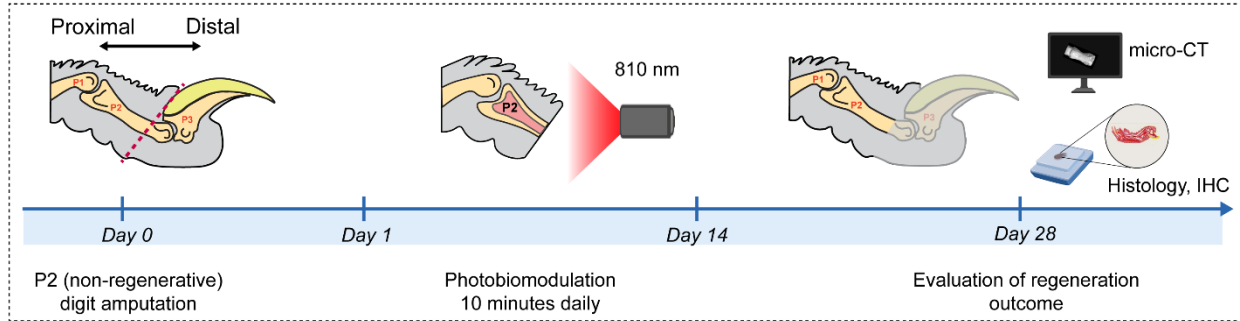 Proximal
Distal
P1
P2
P3
P2
810 nm
P1
P2
P3
micro-CT
Histology, IHC
Day 0
Day 1
Day 14
Day 28
P2 (non-regenerative)
digit amputation
Photobiomodulation
10 minutes daily
Evaluation of regeneration
outcome